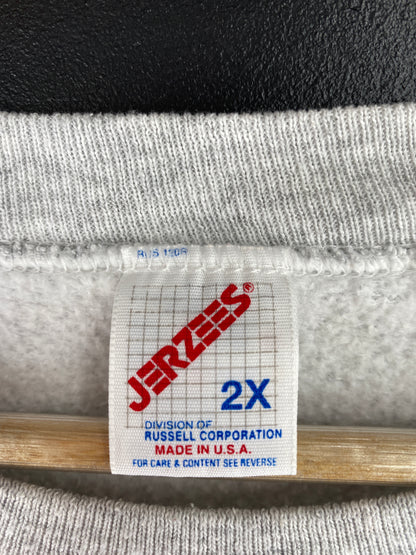 JERZEES®
2X
DIVISION OF
RUSSELL CORPORATION
MADE IN U.S.A.
FOR CARE & CONTENT SEE REVERSE